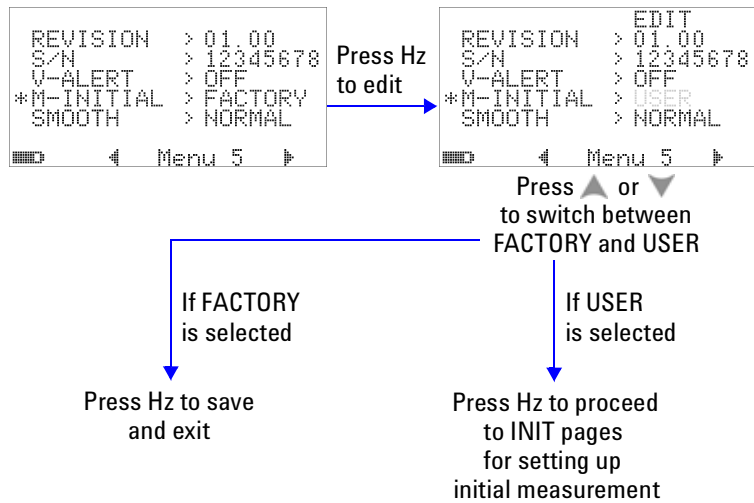 REVISION > 01.00
S/N > 12345678
V-ALERT > OFF
*M-INITIAL > FACTORY
SMOOTH > NORMAL
Menu 5
Press Hz
to edit
EDIT
REVISION > 01.00
S/N > 12345678
V-ALERT > OFF
*M-INITIAL > USER
SMOOTH > NORMAL
Menu 5
Press or
to switch between
FACTORY and USER
If FACTORY
is selected
If USER
is selected
Press Hz to save
and exit
Press Hz to proceed
to INIT pages
for setting up
initial measurement